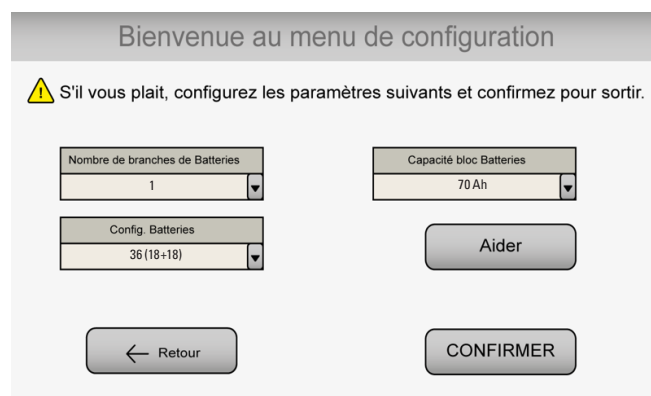 Bienvenue au menu de configuration
S'il vous plait, configurez les paramètres suivants et confirmez pour sortir.
Nombre de branches de Batteries
1
Capacité bloc Batteries
70 Ah
Config. Batteries
36 (18+18)
Aider
← Retour
CONFIRMER